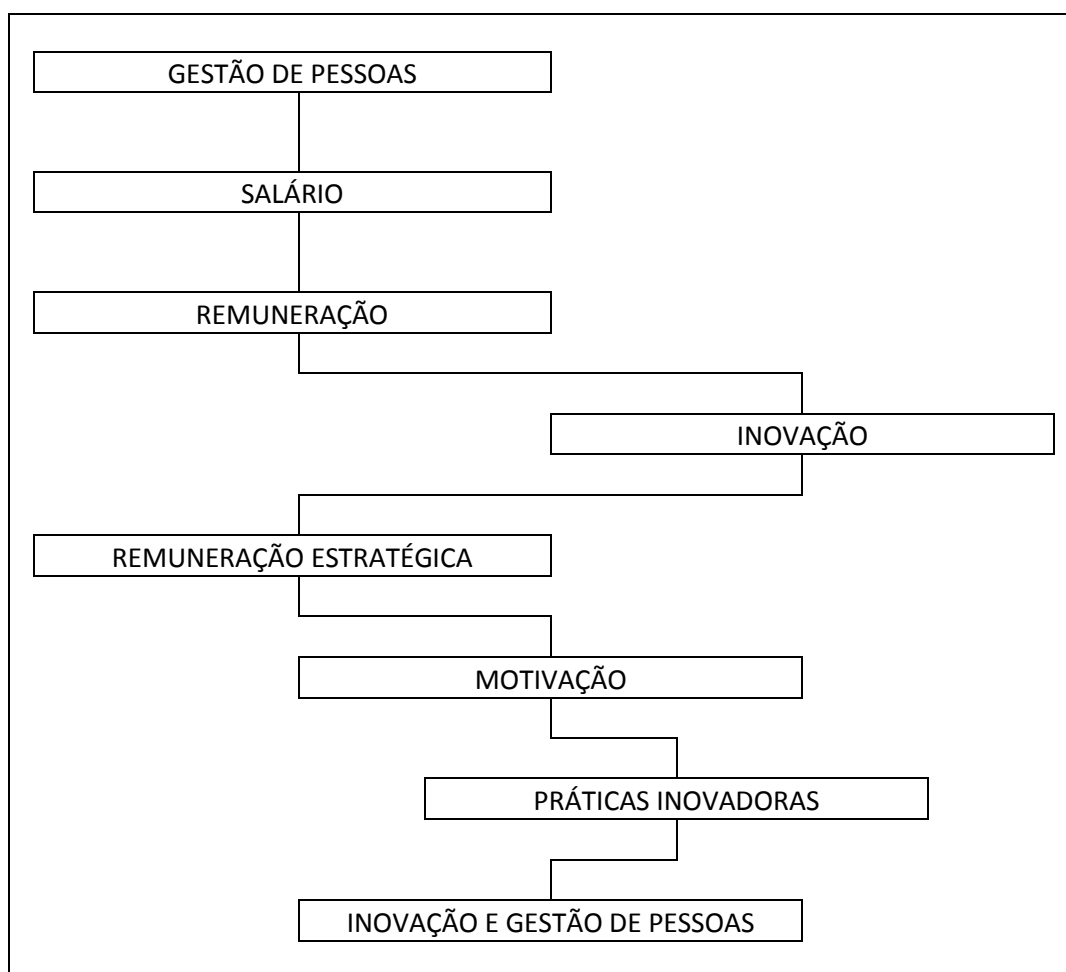 GESTÃO DE PESSOAS
SALÁRIO
REMUNERAÇÃO
INOVAÇÃO
REMUNERAÇÃO ESTRATÉGICA
MOTIVAÇÃO
PRÁTICAS INOVADORAS
INOVAÇÃO E GESTÃO DE PESSOAS